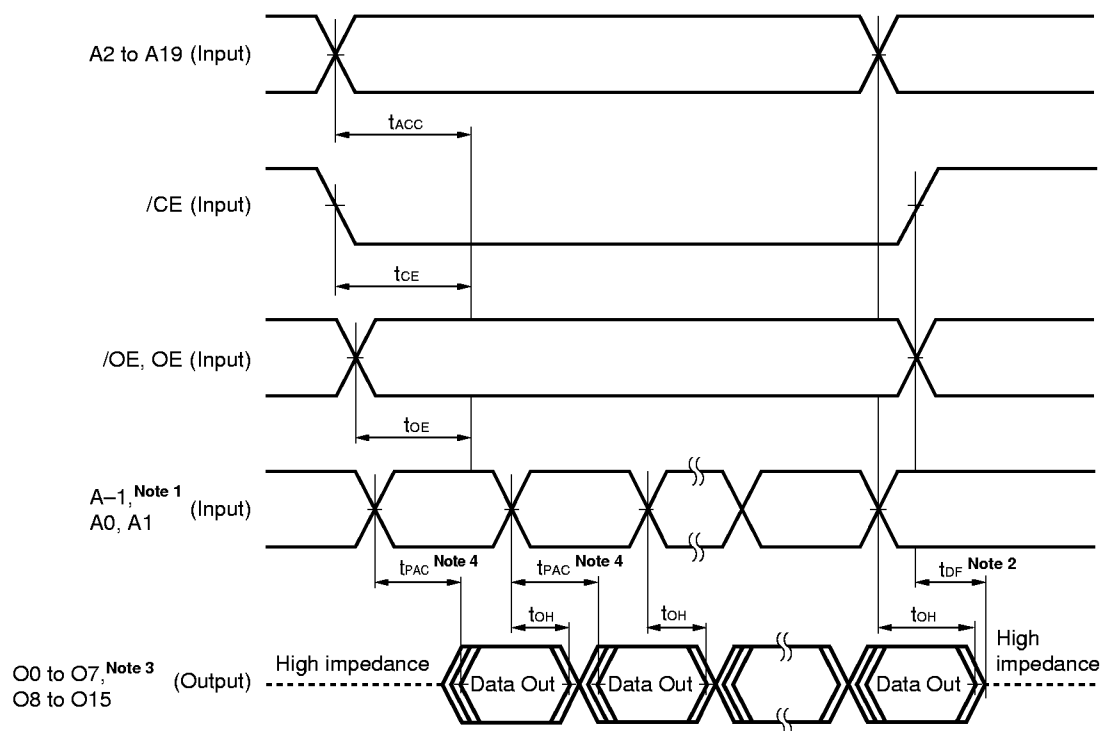 A2 to A19 (Input)
tACC
/CE (Input)
tCE
/OE, OE (Input)
tOE
A–1, Note 1
A0, A1
(Input)
tPAC Note 4
tPAC Note 4
tDF Note 2
tOH
tOH
tOH
O0 to O7, Note 3
O8 to O15
(Output)
High impedance
Data Out
Data Out
Data Out
High
impedance